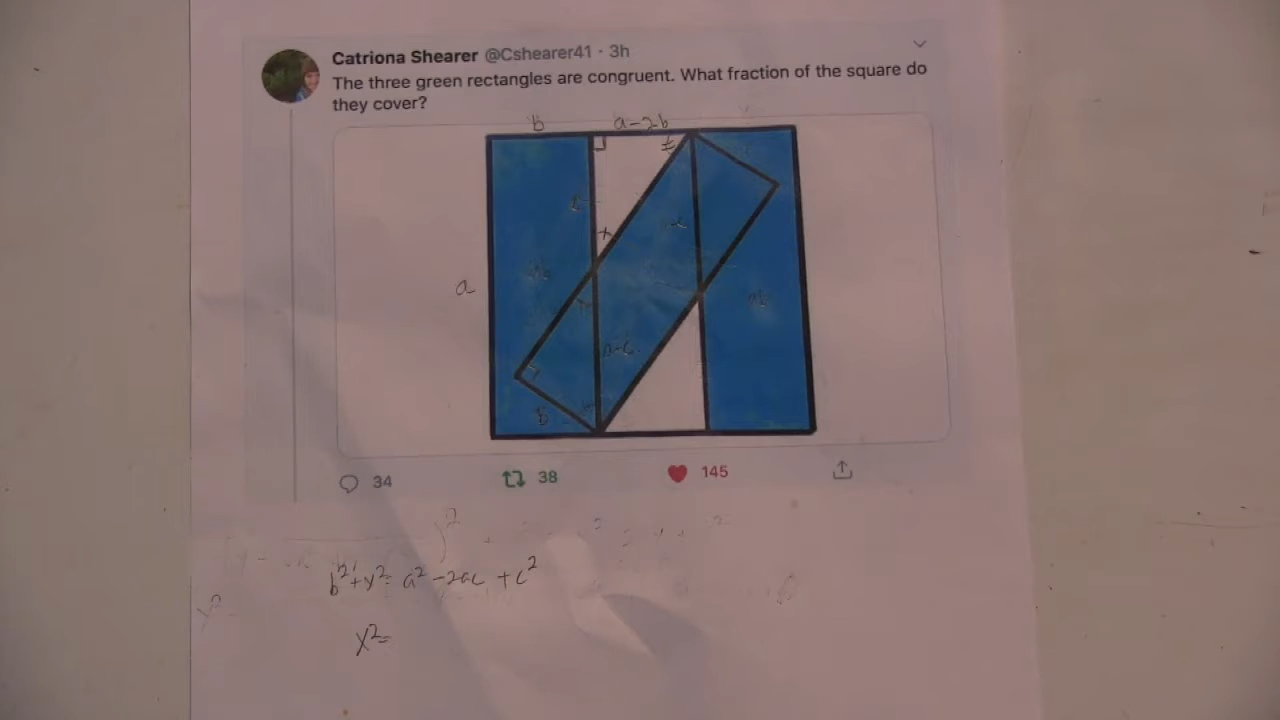 Catriona Shearer @Cshearer41 · 3h
The three green rectangles are congruent. What fraction of the square do
they cover?
b a-2b
a
a-c
b
34 38 145
b²+y²= a²-2ac+c²
x²=